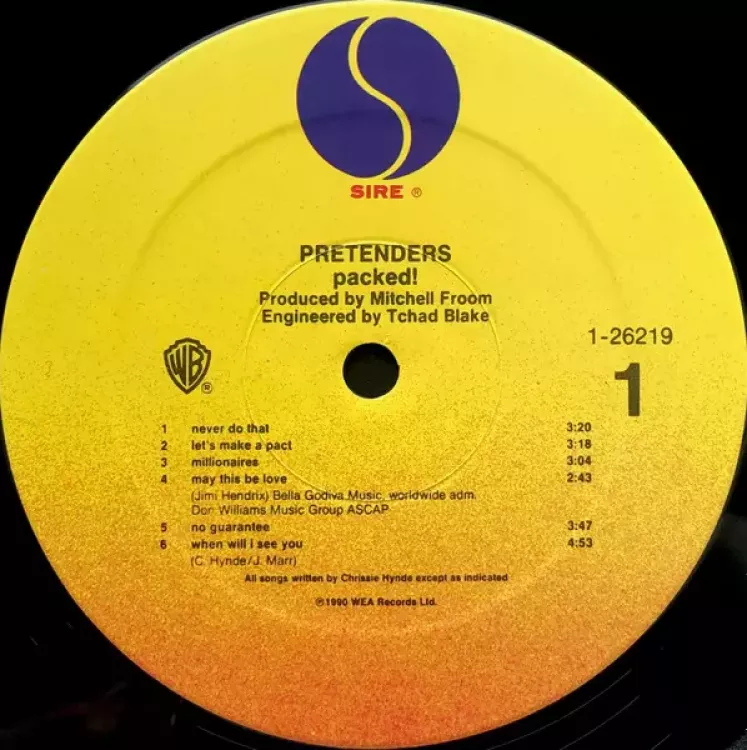 SIRE ®
PRETENDERS
packed!
Produced by Mitchell Froom
Engineered by Tchad Blake
1-26219
WB ®
1
1 never do that 3:20
2 let's make a pact 3:18
3 millionaires 3:04
4 may this be love 2:43
(Jimi Hendrix) Bella Godiva Music, worldwide adm.
Don Williams Music Group ASCAP
5 no guarantee 3:47
6 when will I see you 4:53
(C. Hynde/J. Marr)
All songs written by Chrissie Hynde except as indicated
℗1990 WEA Records Ltd.